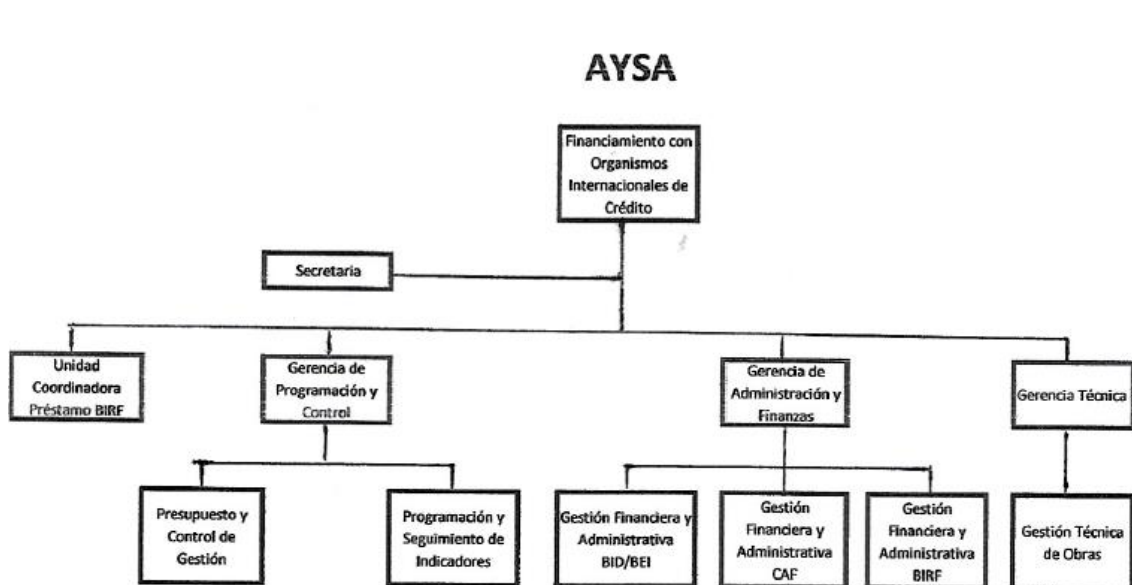 AYSA
Financiamiento con
Organismos
Internacionales de
Crédito
Secretaria
Unidad
Coordinadora
Préstamo BIRF
Gerencia de
Programación y
Control
Gerencia de
Administración y
Finanzas
Gerencia Técnica
Presupuesto y
Control de
Gestión
Programación y
Seguimiento de
Indicadores
Gestión Financiera y
Administrativa
BID/BEI
Gestión
Financiera y
Administrativa
CAF
Gestión
Financiera y
Administrativa
BIRF
Gestión Técnica
de Obras